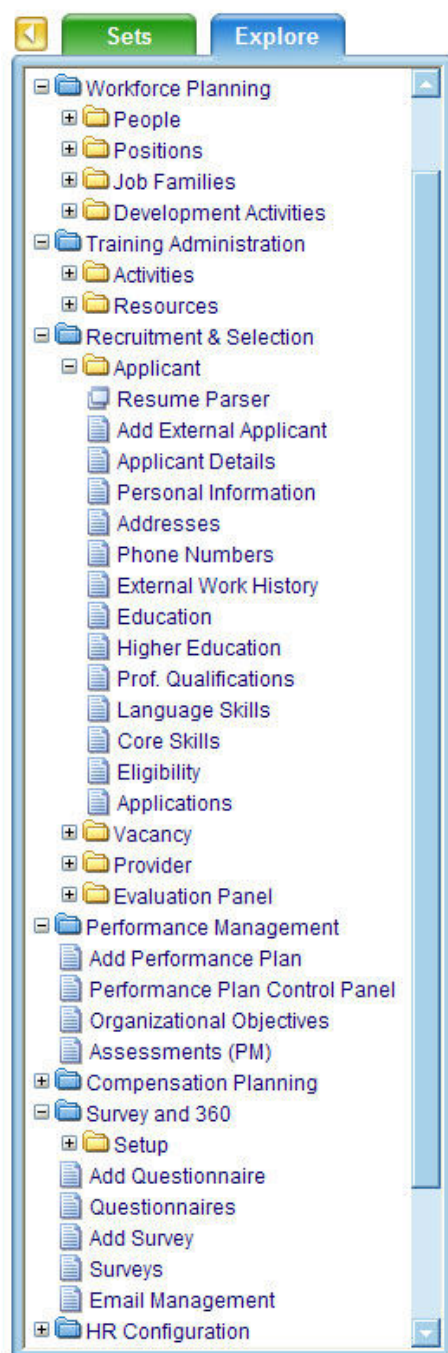 Sets Explore
Workforce Planning
People
Positions
Job Families
Development Activities
Training Administration
Activities
Resources
Recruitment & Selection
Applicant
Resume Parser
Add External Applicant
Applicant Details
Personal Information
Addresses
Phone Numbers
External Work History
Education
Higher Education
Prof. Qualifications
Language Skills
Core Skills
Eligibility
Applications
Vacancy
Provider
Evaluation Panel
Performance Management
Add Performance Plan
Performance Plan Control Panel
Organizational Objectives
Assessments (PM)
Compensation Planning
Survey and 360
Setup
Add Questionnaire
Questionnaires
Add Survey
Surveys
Email Management
HR Configuration